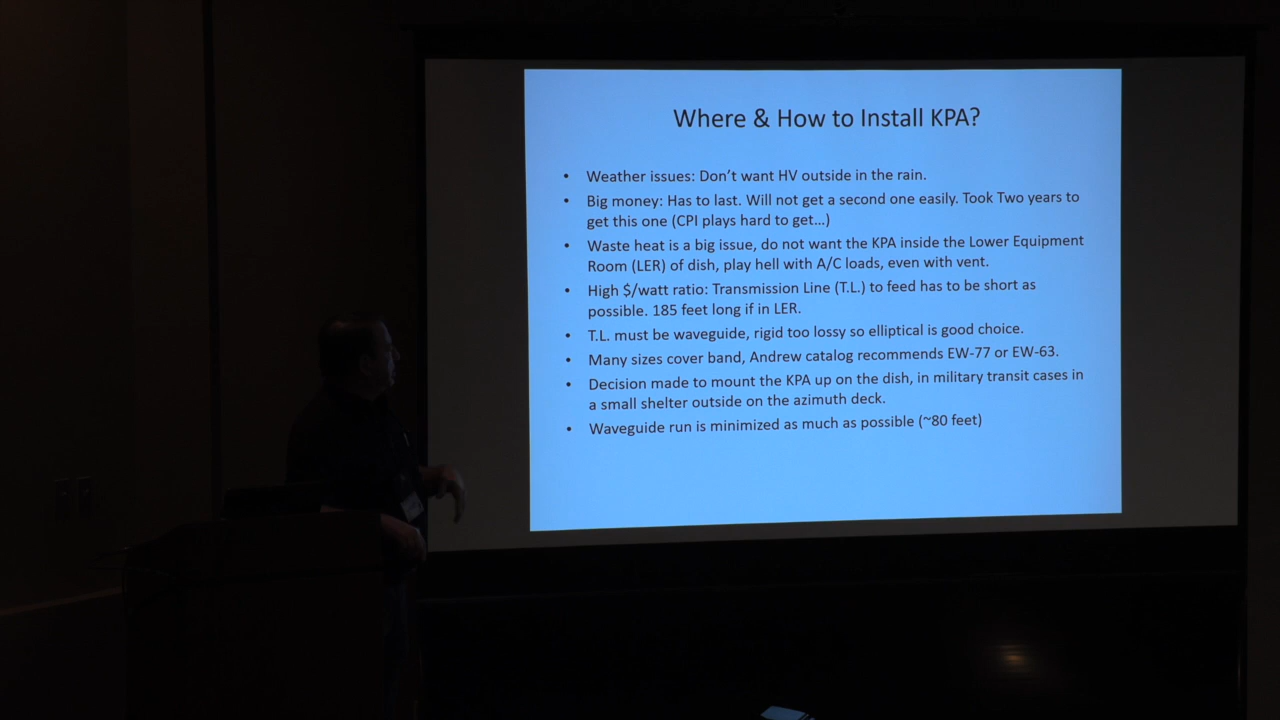 Where & How to Install KPA?
• Weather issues: Don't want HV outside in the rain.
• Big money: Has to last. Will not get a second one easily. Took Two years to
get this one (CPI plays hard to get…)
• Waste heat is a big issue, do not want the KPA inside the Lower Equipment
Room (LER) of dish, play hell with A/C loads, even with vent.
• High $/watt ratio: Transmission Line (T.L.) to feed has to be short as
possible. 185 feet long if in LER.
• T.L. must be waveguide, rigid too lossy so elliptical is good choice.
• Many sizes cover band, Andrew catalog recommends EW-77 or EW-63.
• Decision made to mount the KPA up on the dish, in military transit cases in
a small shelter outside on the azimuth deck.
• Waveguide run is minimized as much as possible (~80 feet)